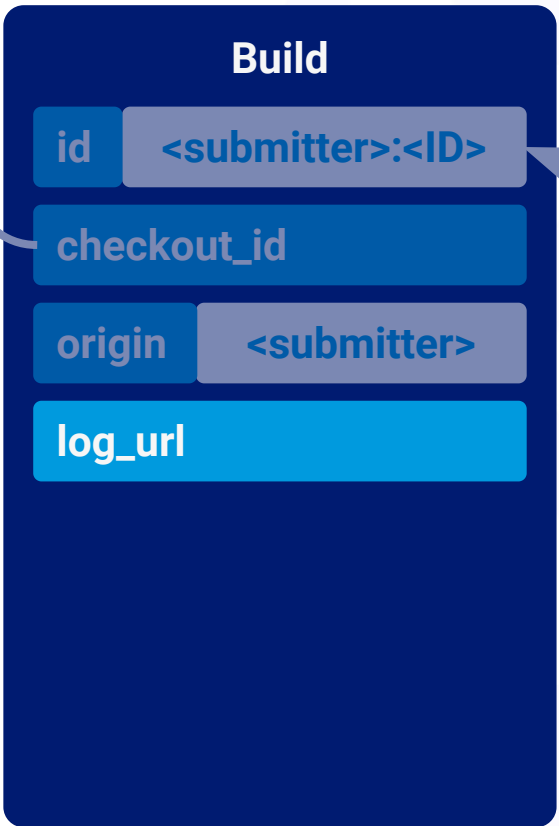 Build
id <submitter>:<ID>
checkout_id
origin <submitter>
log_url